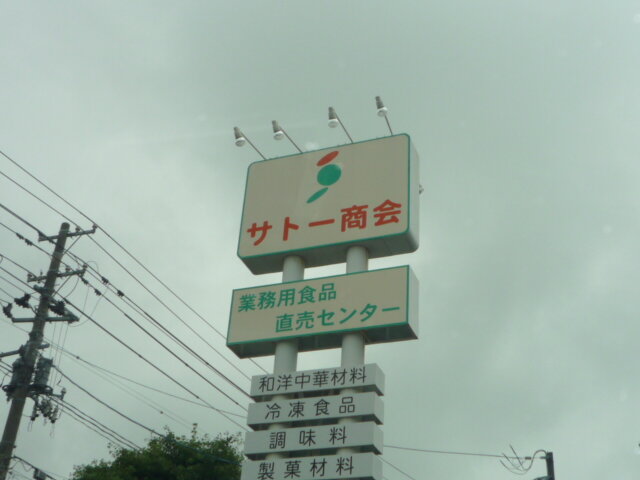 サトー商会
業務用食品
直売センター
和洋中華材料
冷凍食品
調味料
製菓材料